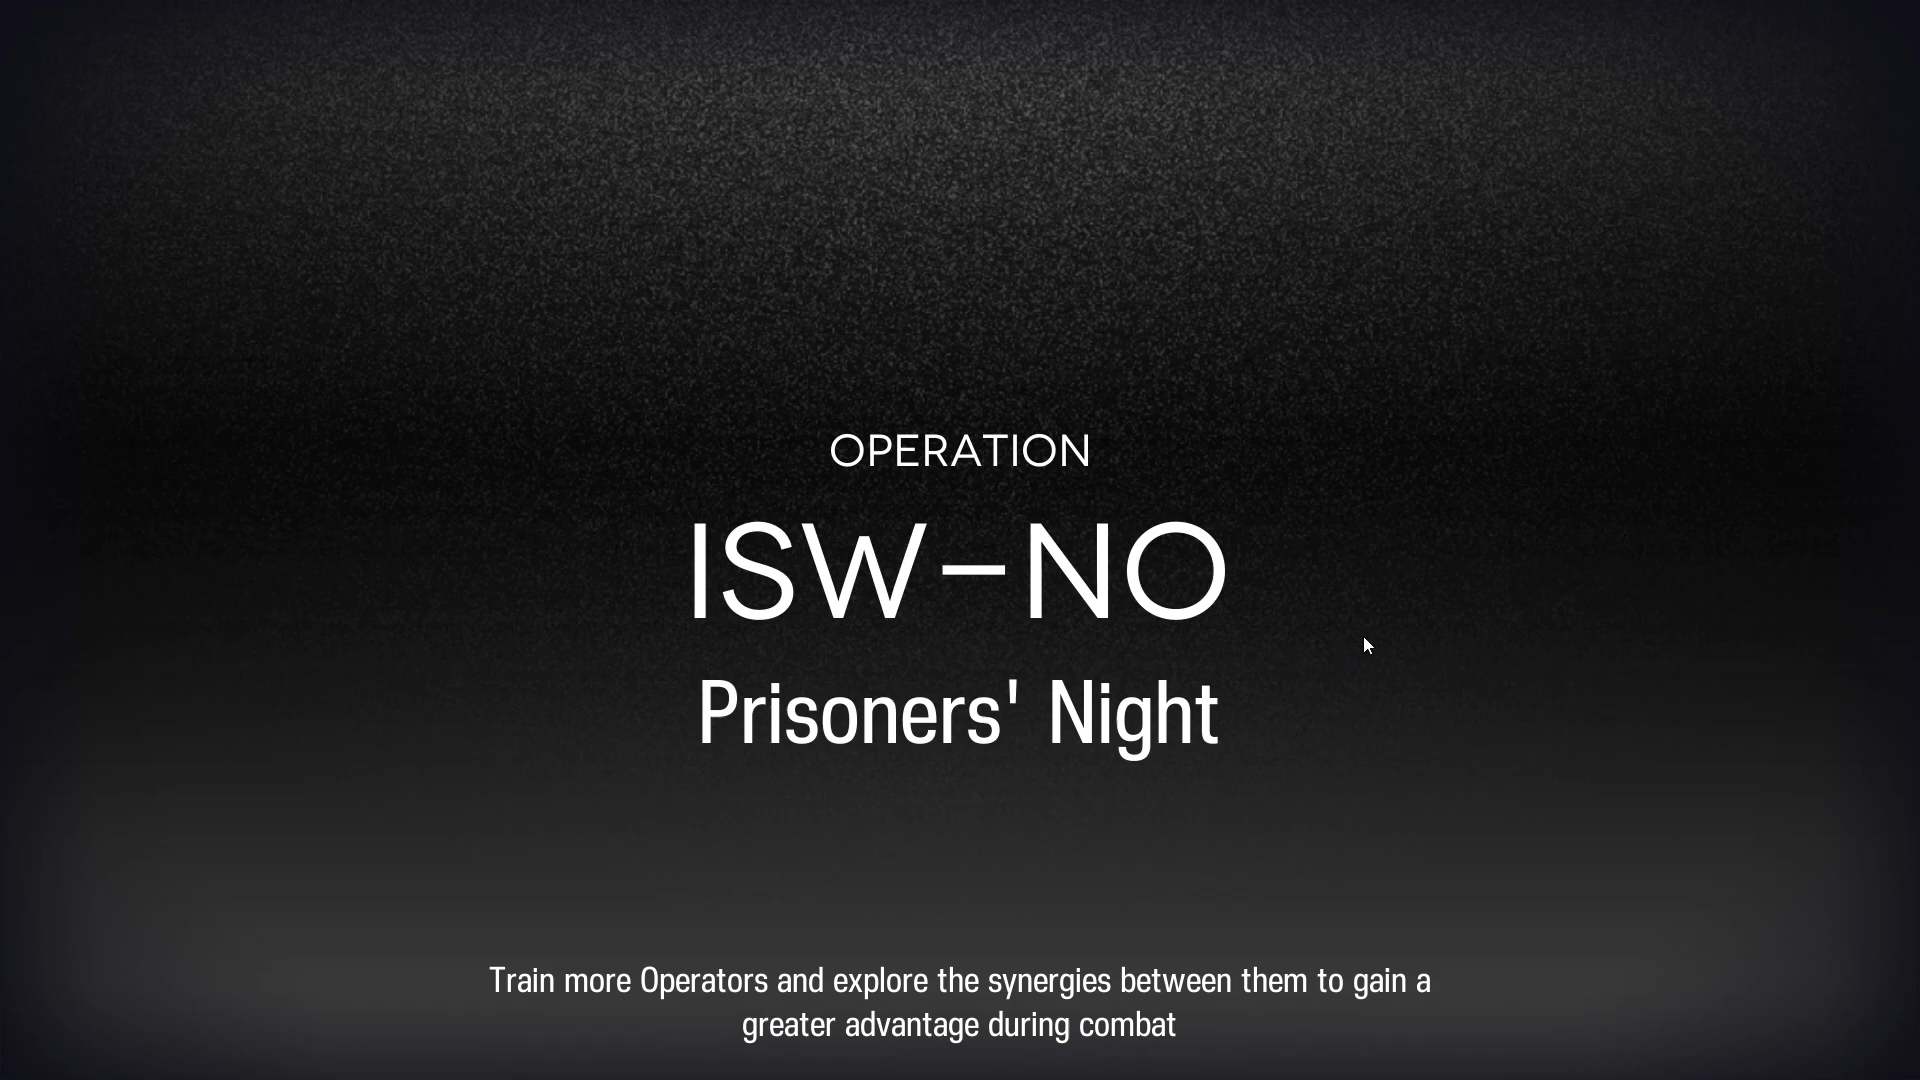 OPERATION
ISW-NO
Prisoners' Night
Train more Operators and explore the synergies between them to gain a
greater advantage during combat